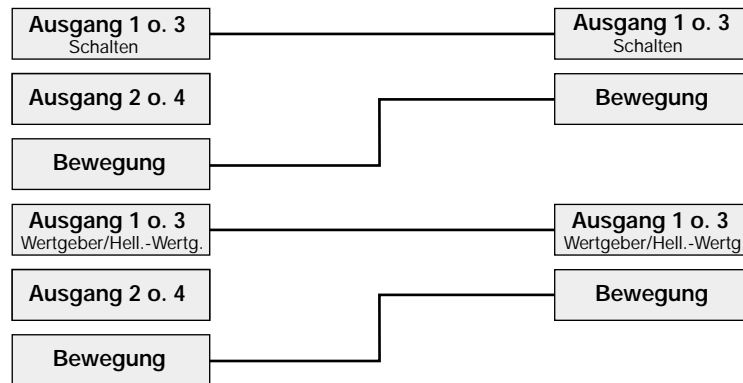 Ausgang 1 o. 3
Schalten
Ausgang 1 o. 3
Schalten
Ausgang 2 o. 4
Bewegung
Bewegung
Ausgang 1 o. 3
Wertgeber/Hell.-Wertg.
Ausgang 1 o. 3
Wertgeber/Hell.-Wertg.
Ausgang 2 o. 4
Bewegung
Bewegung